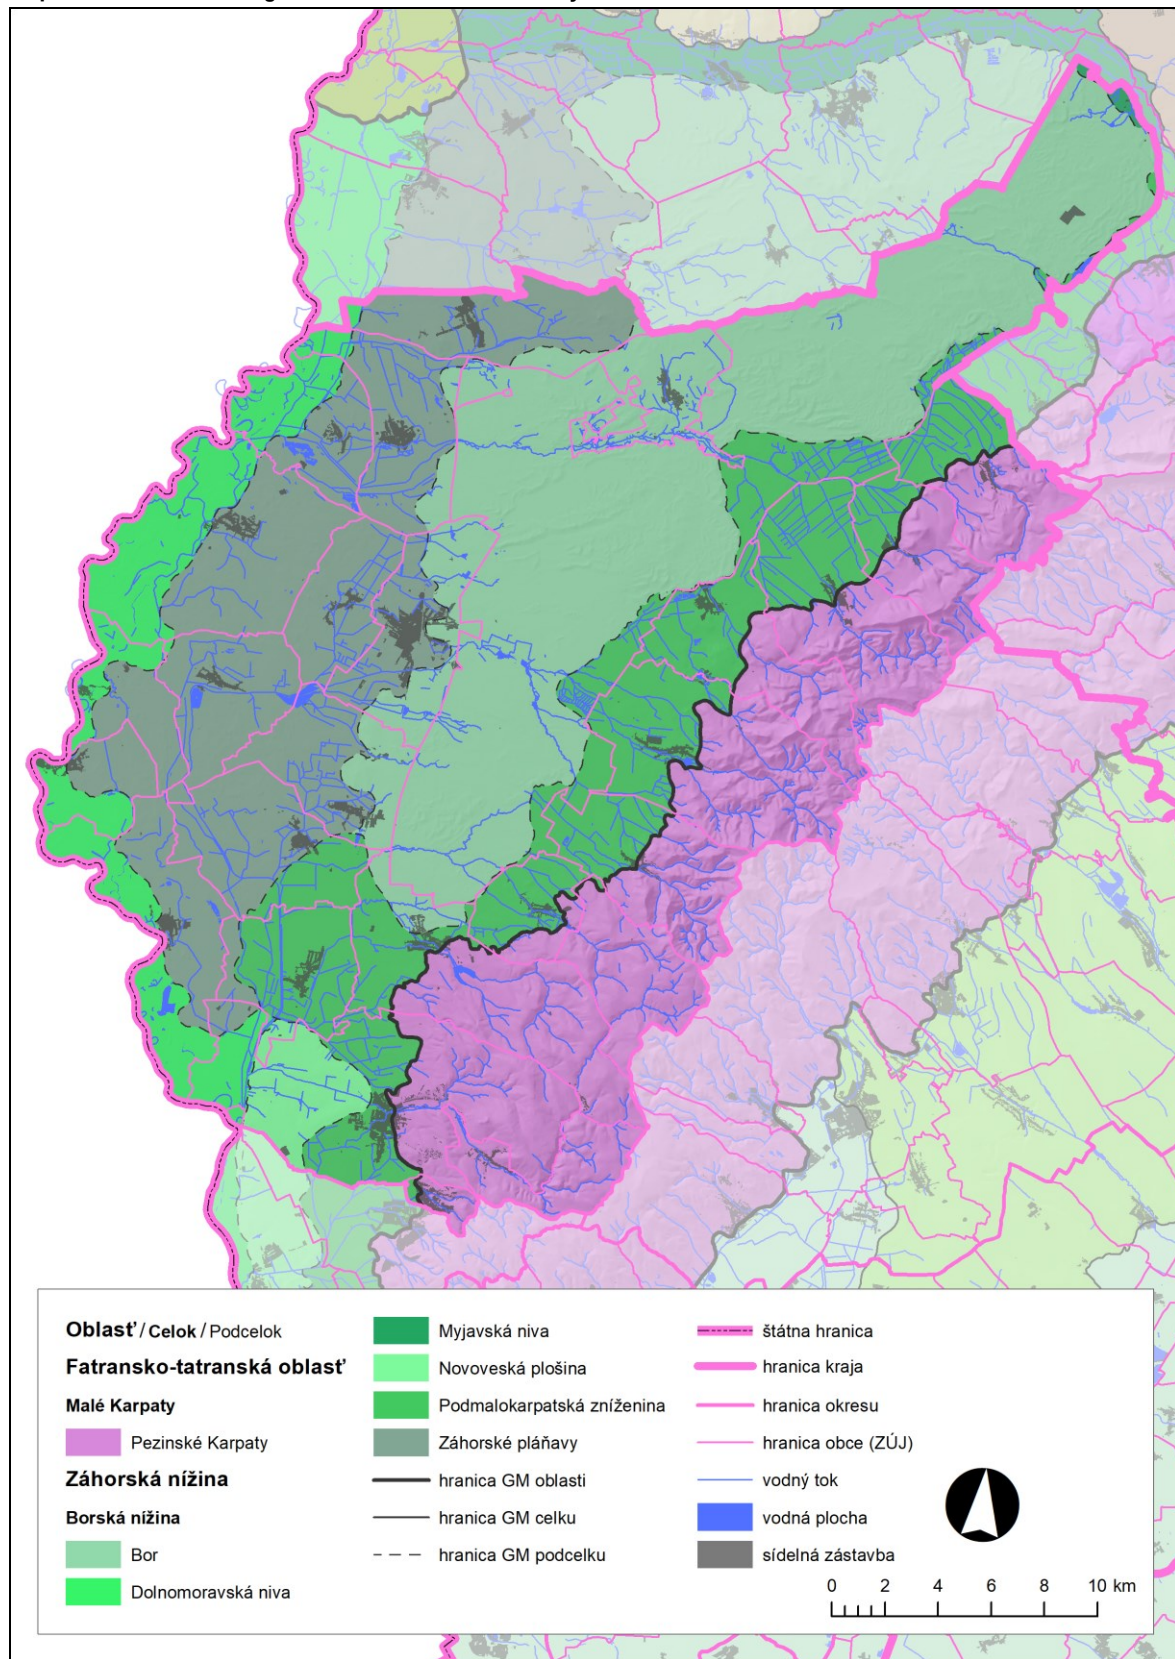 Oblasť / Celok / Podcelok
Fatransko-tatranská oblasť
Malé Karpaty
Pezinské Karpaty
Záhorská nížina
Borská nížina
Bor
Dolnomoravská niva
Myjavská niva
Novoveská plošina
Podmalokarpatská zníženina
Záhorské pláňavy
hranica GM oblasti
hranica GM celku
hranica GM podcelku
štátna hranica
hranica kraja
hranica okresu
hranica obce (ZÚJ)
vodný tok
vodná plocha
sídelná zástavba
0 2 4 6 8 10 km